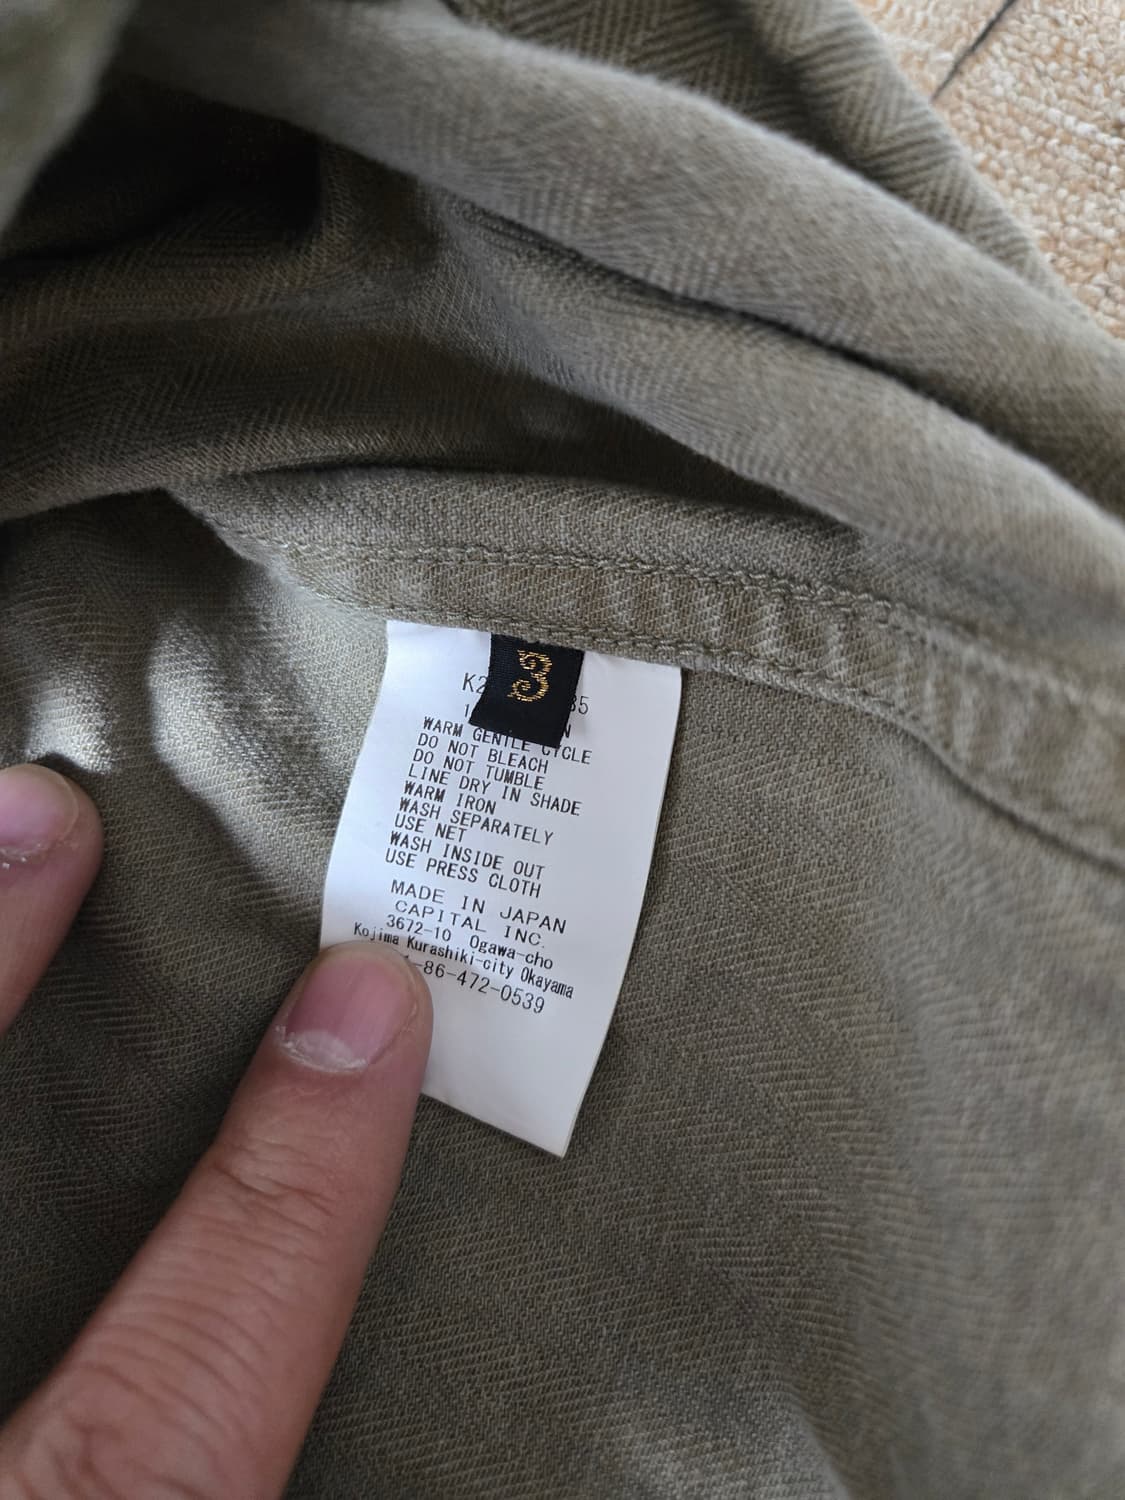 3
WARM GENTLE CYCLE
DO NOT BLEACH
DO NOT TUMBLE
LINE DRY IN SHADE
WARM IRON
WASH SEPARATELY
USE NET
WASH INSIDE OUT
USE PRESS CLOTH
MADE IN JAPAN
CAPITAL INC.
3672-10 Ogawa-cho
Kojima Kurashiki-city Okayama
-86-472-0539